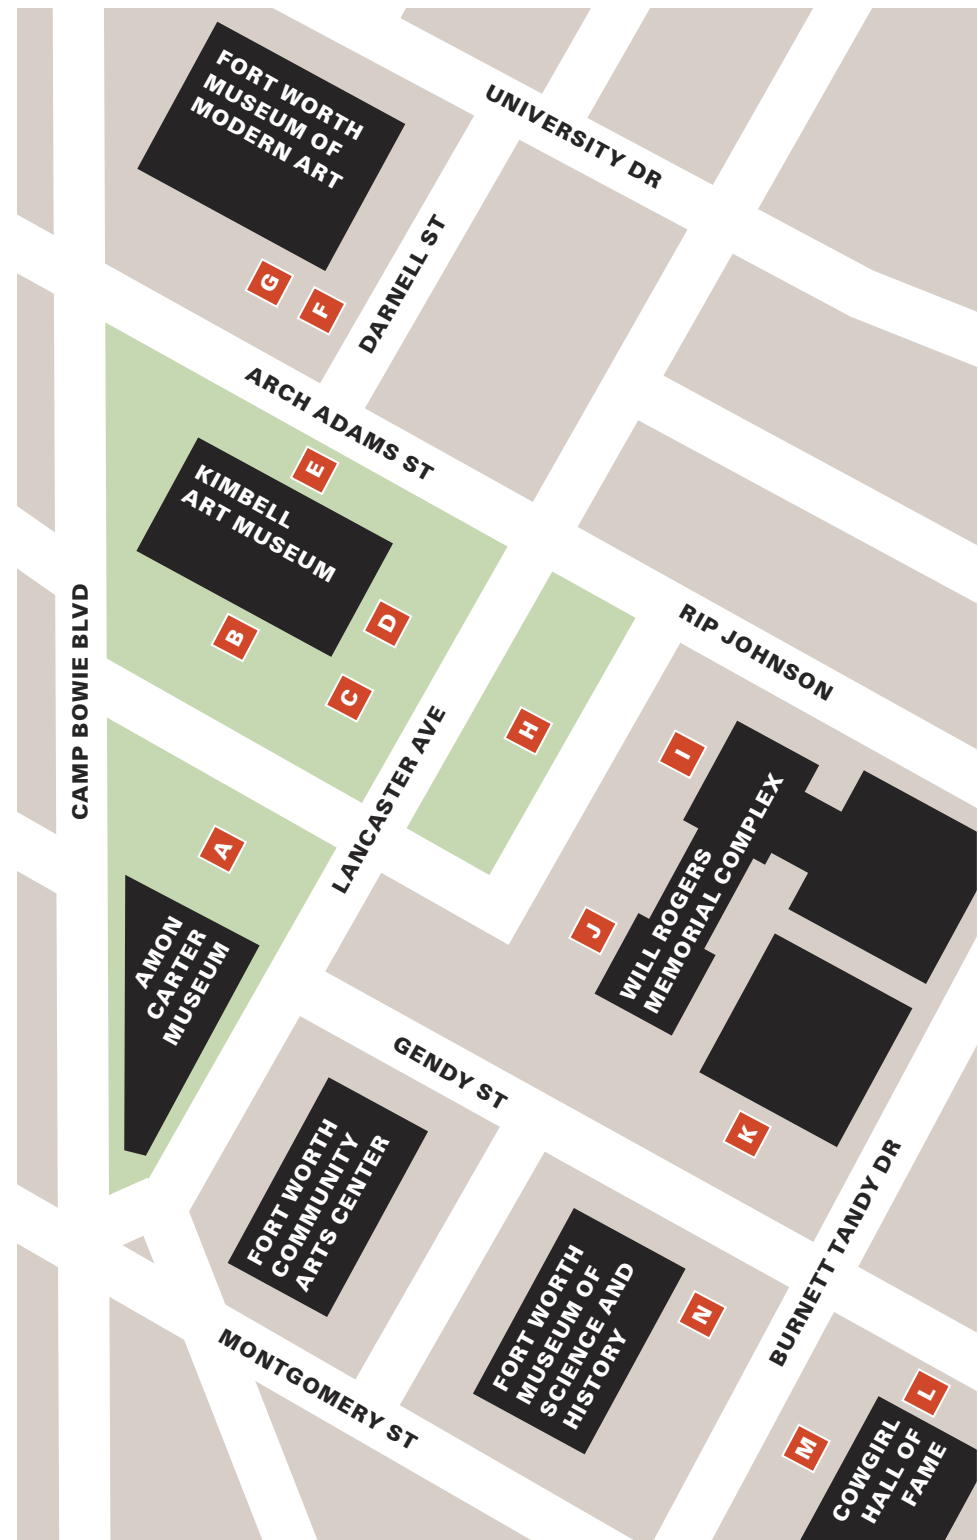 FORT WORTH
MUSEUM OF
MODERN ART
UNIVERSITY DR
DARNELL ST
G
F
ARCH ADAMS ST
E
KIMBELL
ART MUSEUM
D
B
C
CAMP BOWIE BLVD
RIP JOHNSON
LANCASTER AVE
H
I
WILL ROGERS
MEMORIAL COMPLEX
A
J
AMON
CARTER
MUSEUM
GENDY ST
K
FORT WORTH
COMMUNITY
ARTS CENTER
BURNETT TANDY DR
FORT WORTH
MUSEUM OF
SCIENCE AND
HISTORY
N
MONTGOMERY ST
L
M
COWGIRL
HALL OF
FAME